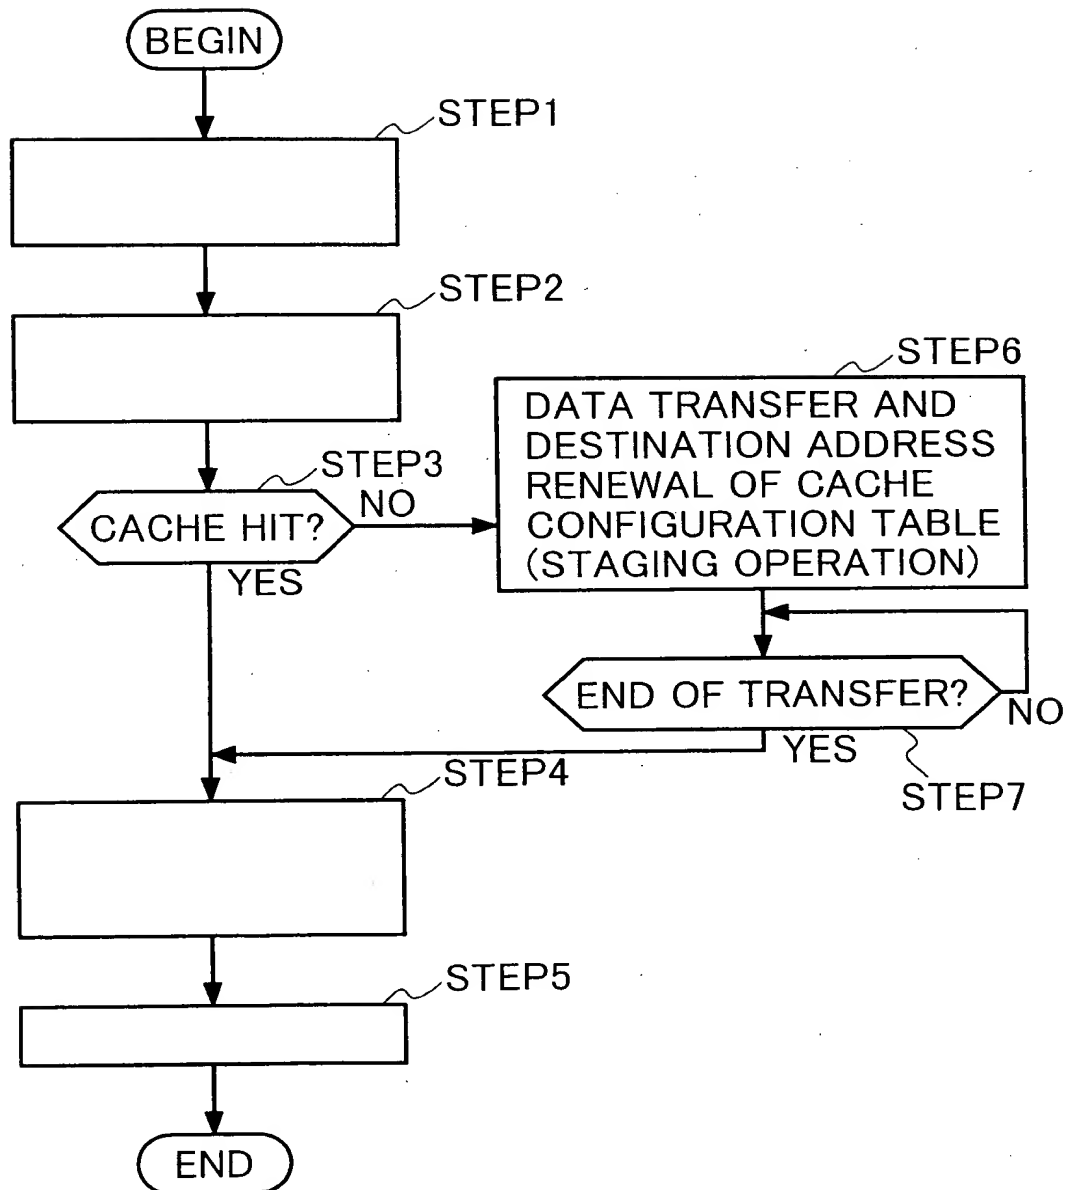 BEGIN
STEP1
STEP2
STEP3
CACHE HIT?
NO
YES
STEP6
DATA TRANSFER AND
DESTINATION ADDRESS
RENEWAL OF CACHE
CONFIGURATION TABLE
(STAGING OPERATION)
END OF TRANSFER?
NO
YES
STEP7
STEP4
STEP5
END